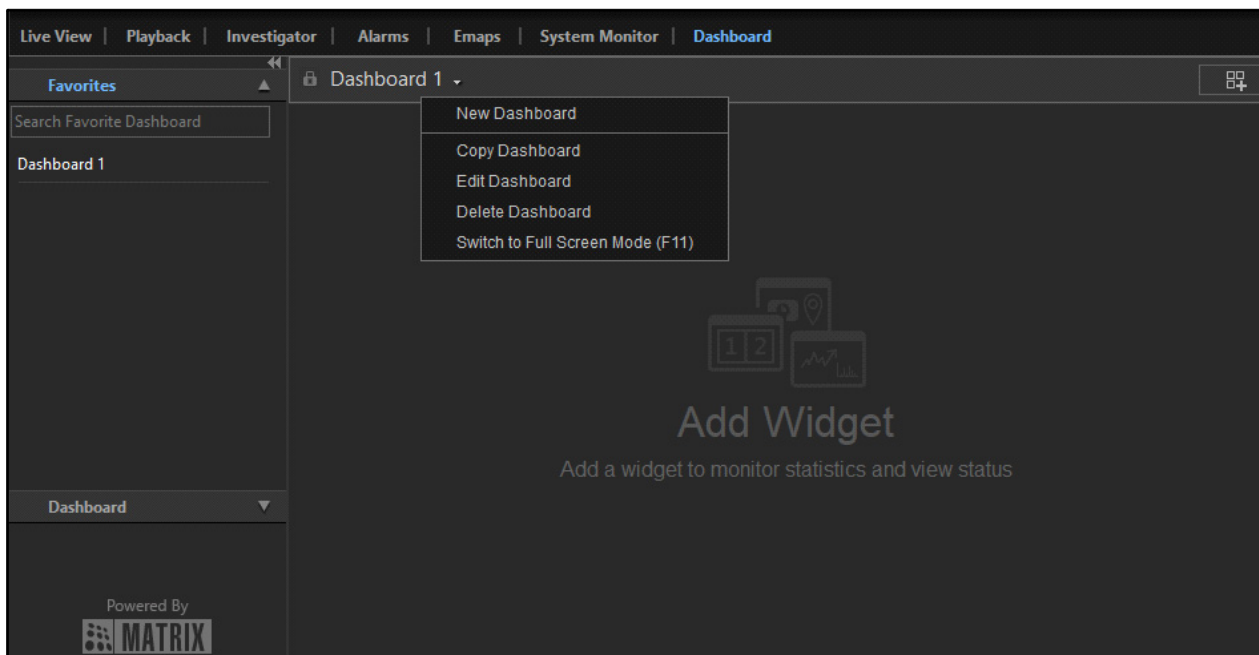 Live View | Playback | Investigator | Alarms | Emaps | System Monitor | Dashboard
Favorites
Search Favorite Dashboard
Dashboard 1
Dashboard
Powered By
MATRIX
Dashboard 1
New Dashboard
Copy Dashboard
Edit Dashboard
Delete Dashboard
Switch to Full Screen Mode (F11)
1 2
Add Widget
Add a widget to monitor statistics and view status